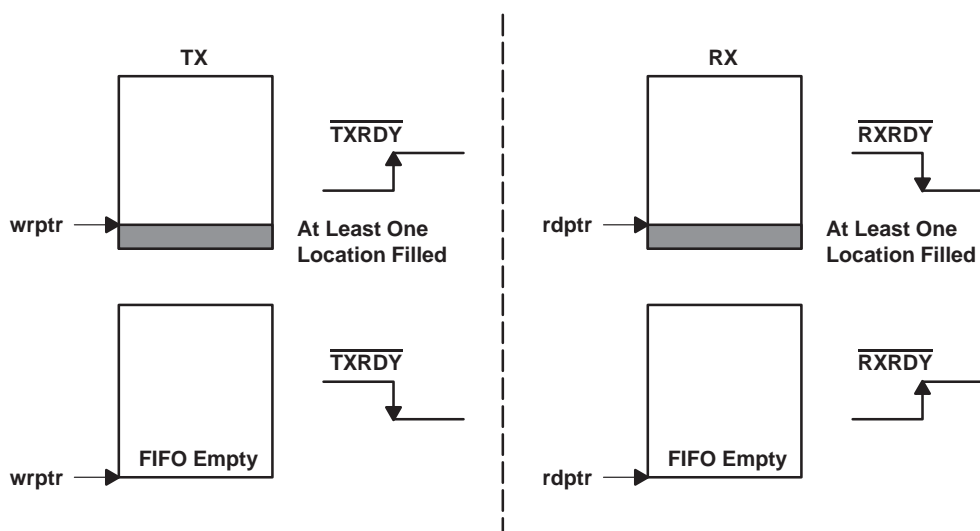 TX
TXRDY
wrptr
At Least One
Location Filled
TXRDY
FIFO Empty
wrptr
RX
RXRDY
rdptr
At Least One
Location Filled
RXRDY
FIFO Empty
rdptr